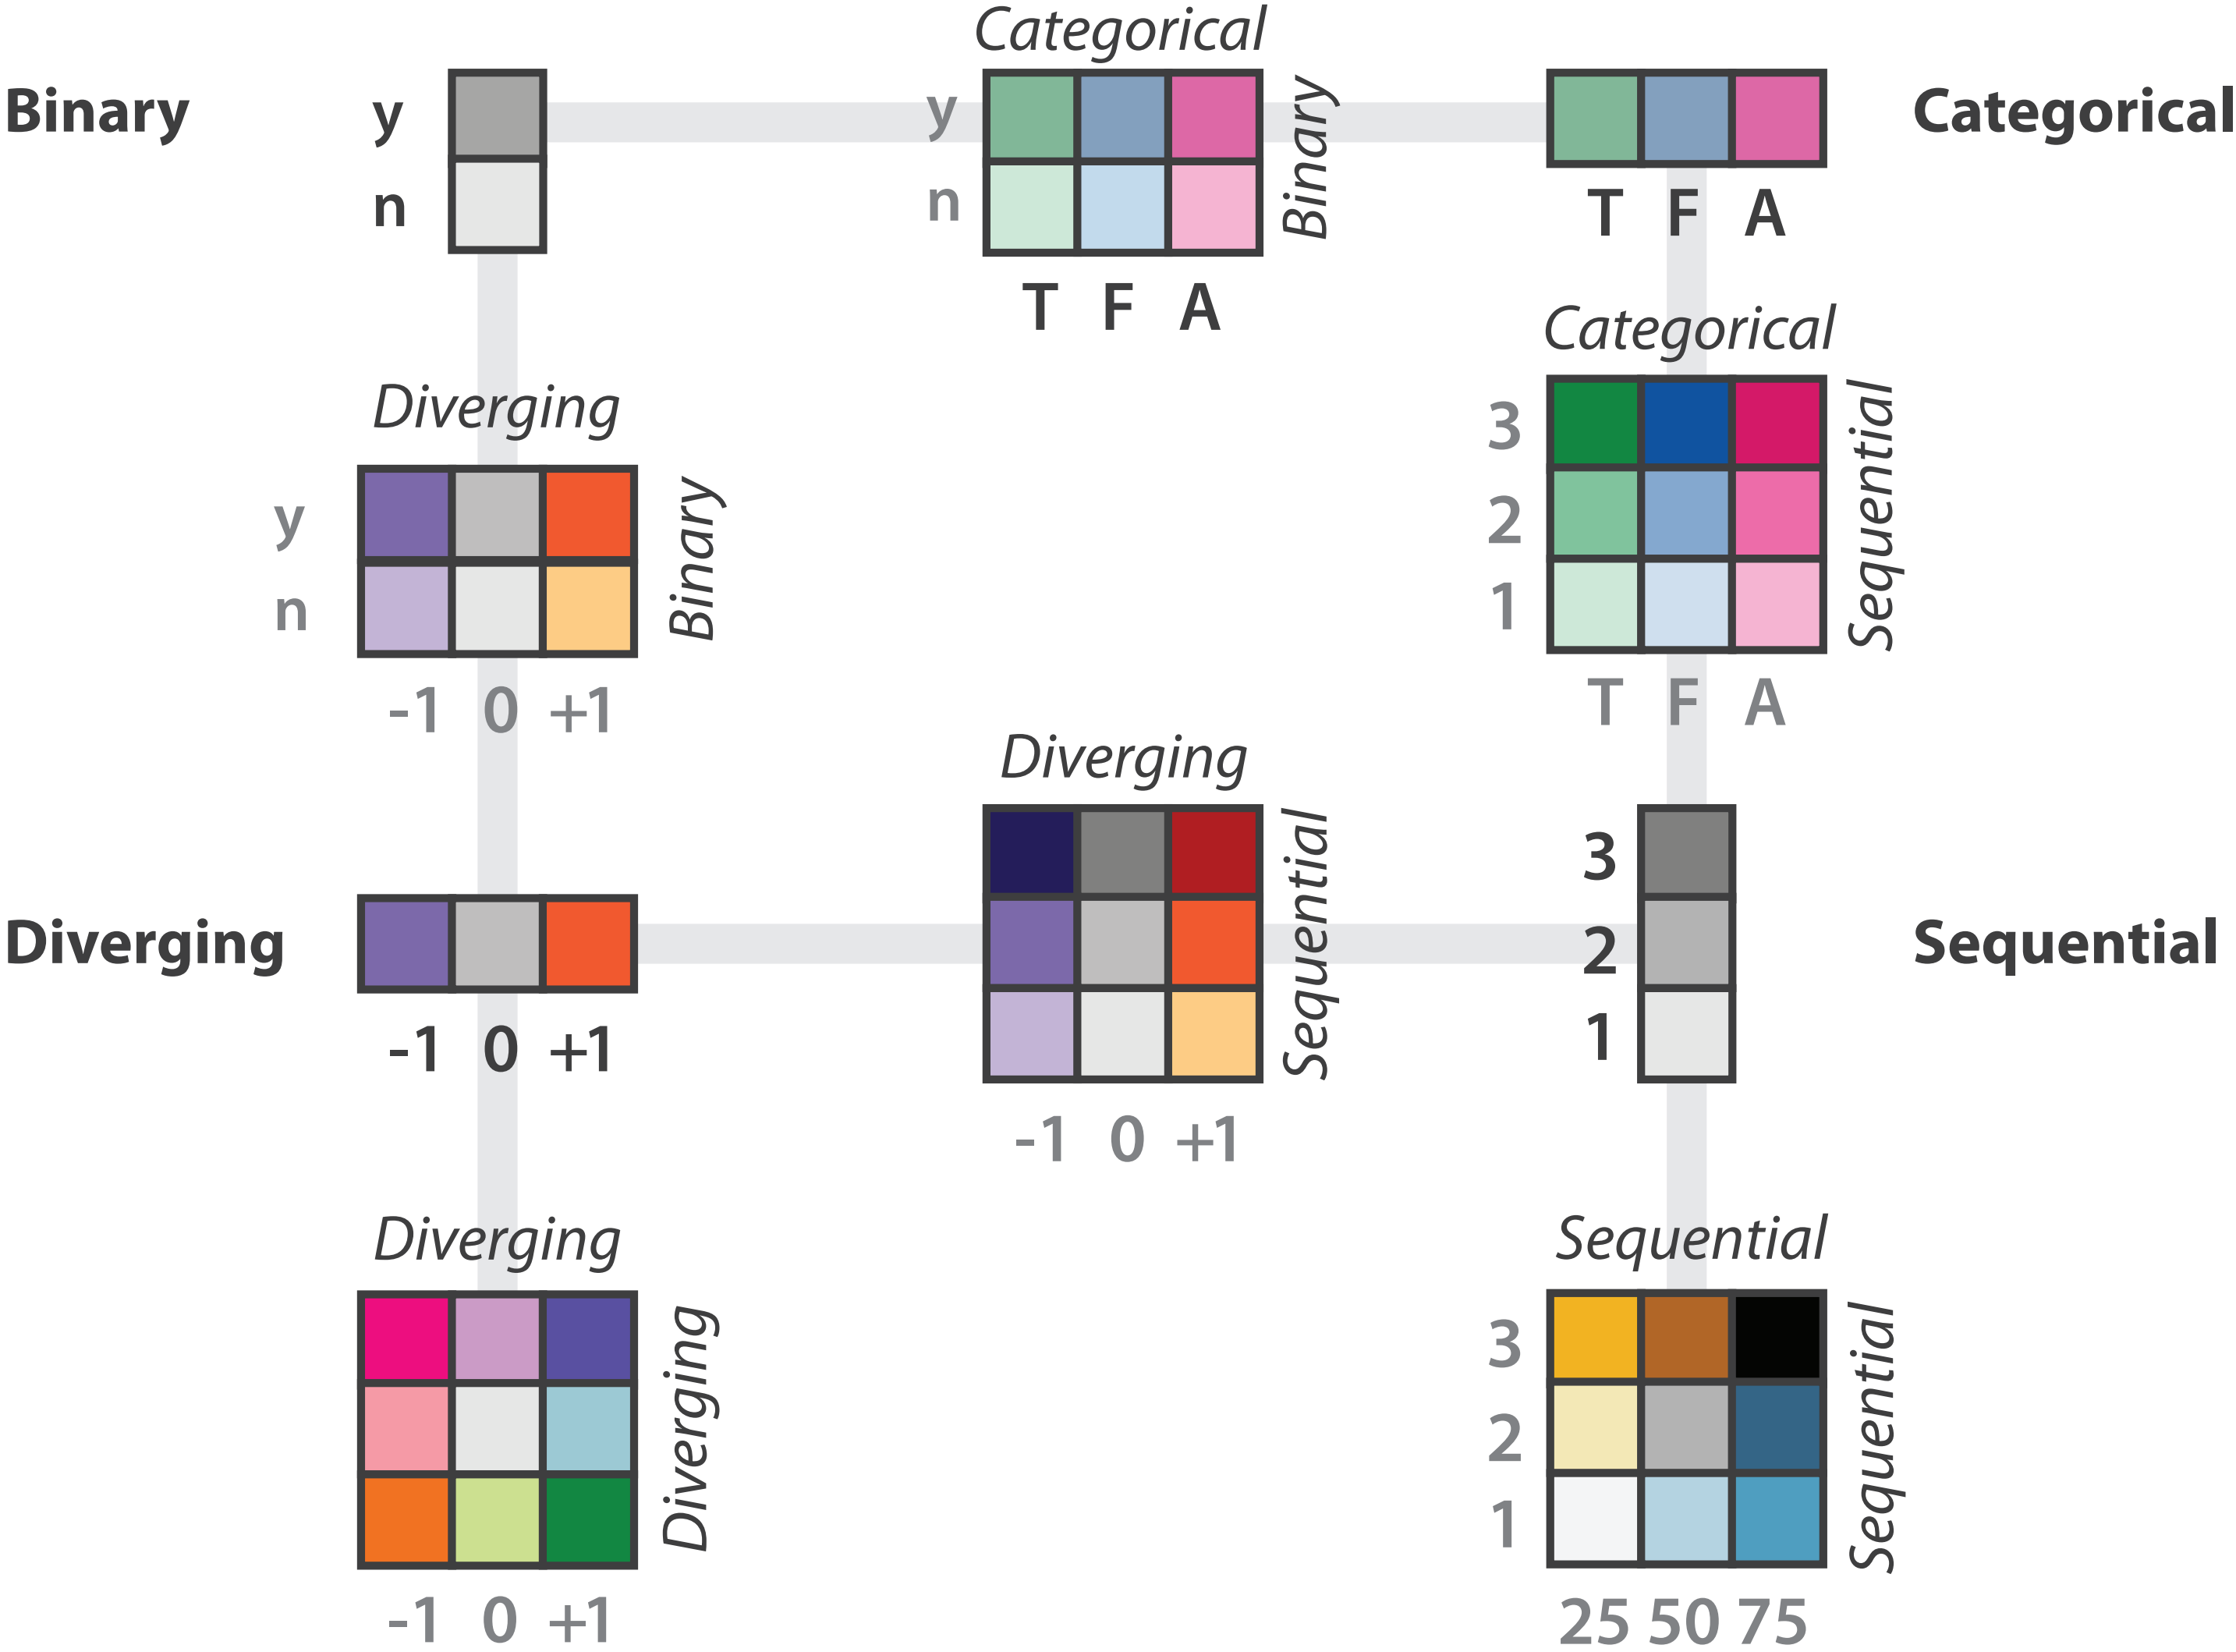 Categorical
Binary
y
y
Binary
Categorical
n
n
T F A
T F A
Categorical
Diverging
3
Sequential
y
Binary
2
n
1
-1 0 +1
T F A
Diverging
3
Sequential
3
Diverging
2
Sequential
1
-1 0 +1
-1 0 +1
Diverging
Sequential
3
Diverging
2
Sequential
1
-1 0 +1
25 50 75